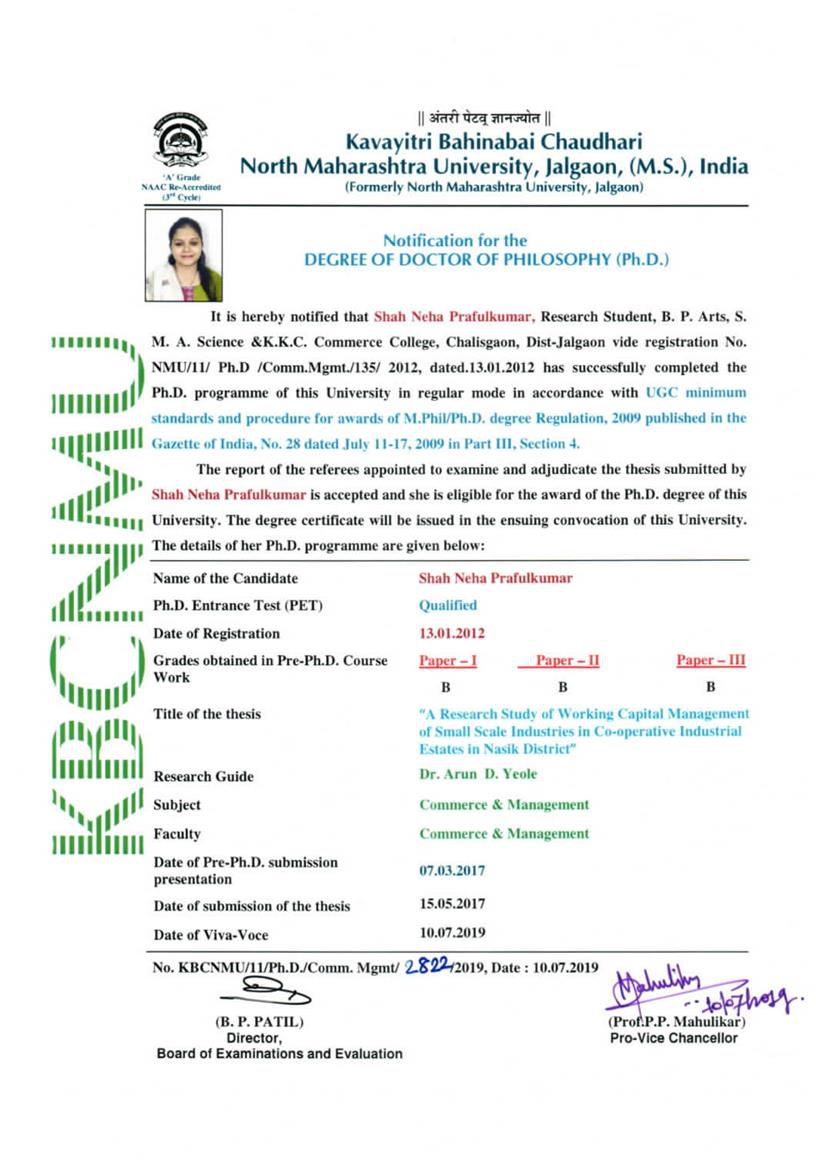 || अंतरी पेटवू ज्ञानज्योत ||
Kavayitri Bahinabai Chaudhari
North Maharashtra University, Jalgaon, (M.S.), India
(Formerly North Maharashtra University, Jalgaon)
'A' Grade
NAAC Re-Accredited
(3rd Cycle)
Notification for the
DEGREE OF DOCTOR OF PHILOSOPHY (Ph.D.)
It is hereby notified that Shah Neha Prafulkumar, Research Student, B. P. Arts, S.
M. A. Science &K.K.C. Commerce College, Chalisgaon, Dist-Jalgaon vide registration No.
NMU/11/ Ph.D /Comm.Mgmt./135/ 2012, dated.13.01.2012 has successfully completed the
Ph.D. programme of this University in regular mode in accordance with UGC minimum
standards and procedure for awards of M.Phil/Ph.D. degree Regulation, 2009 published in the
Gazette of India, No. 28 dated July 11-17, 2009 in Part III, Section 4.
The report of the referees appointed to examine and adjudicate the thesis submitted by
Shah Neha Prafulkumar is accepted and she is eligible for the award of the Ph.D. degree of this
University. The degree certificate will be issued in the ensuing convocation of this University.
The details of her Ph.D. programme are given below:
KBCNMU
Name of the Candidate Shah Neha Prafulkumar
Ph.D. Entrance Test (PET) Qualified
Date of Registration 13.01.2012
Grades obtained in Pre-Ph.D. Course Paper – I Paper – II Paper – III
Work B B B
Title of the thesis "A Research Study of Working Capital Management
of Small Scale Industries in Co-operative Industrial
Estates in Nasik District"
Research Guide Dr. Arun D. Yeole
Subject Commerce & Management
Faculty Commerce & Management
Date of Pre-Ph.D. submission
presentation 07.03.2017
Date of submission of the thesis 15.05.2017
Date of Viva-Voce 10.07.2019
No. KBCNMU/11/Ph.D./Comm. Mgmt/ 2822/2019, Date : 10.07.2019
10/07/2019.
(B. P. PATIL) (Prof.P.P. Mahulikar)
Director, Pro-Vice Chancellor
Board of Examinations and Evaluation